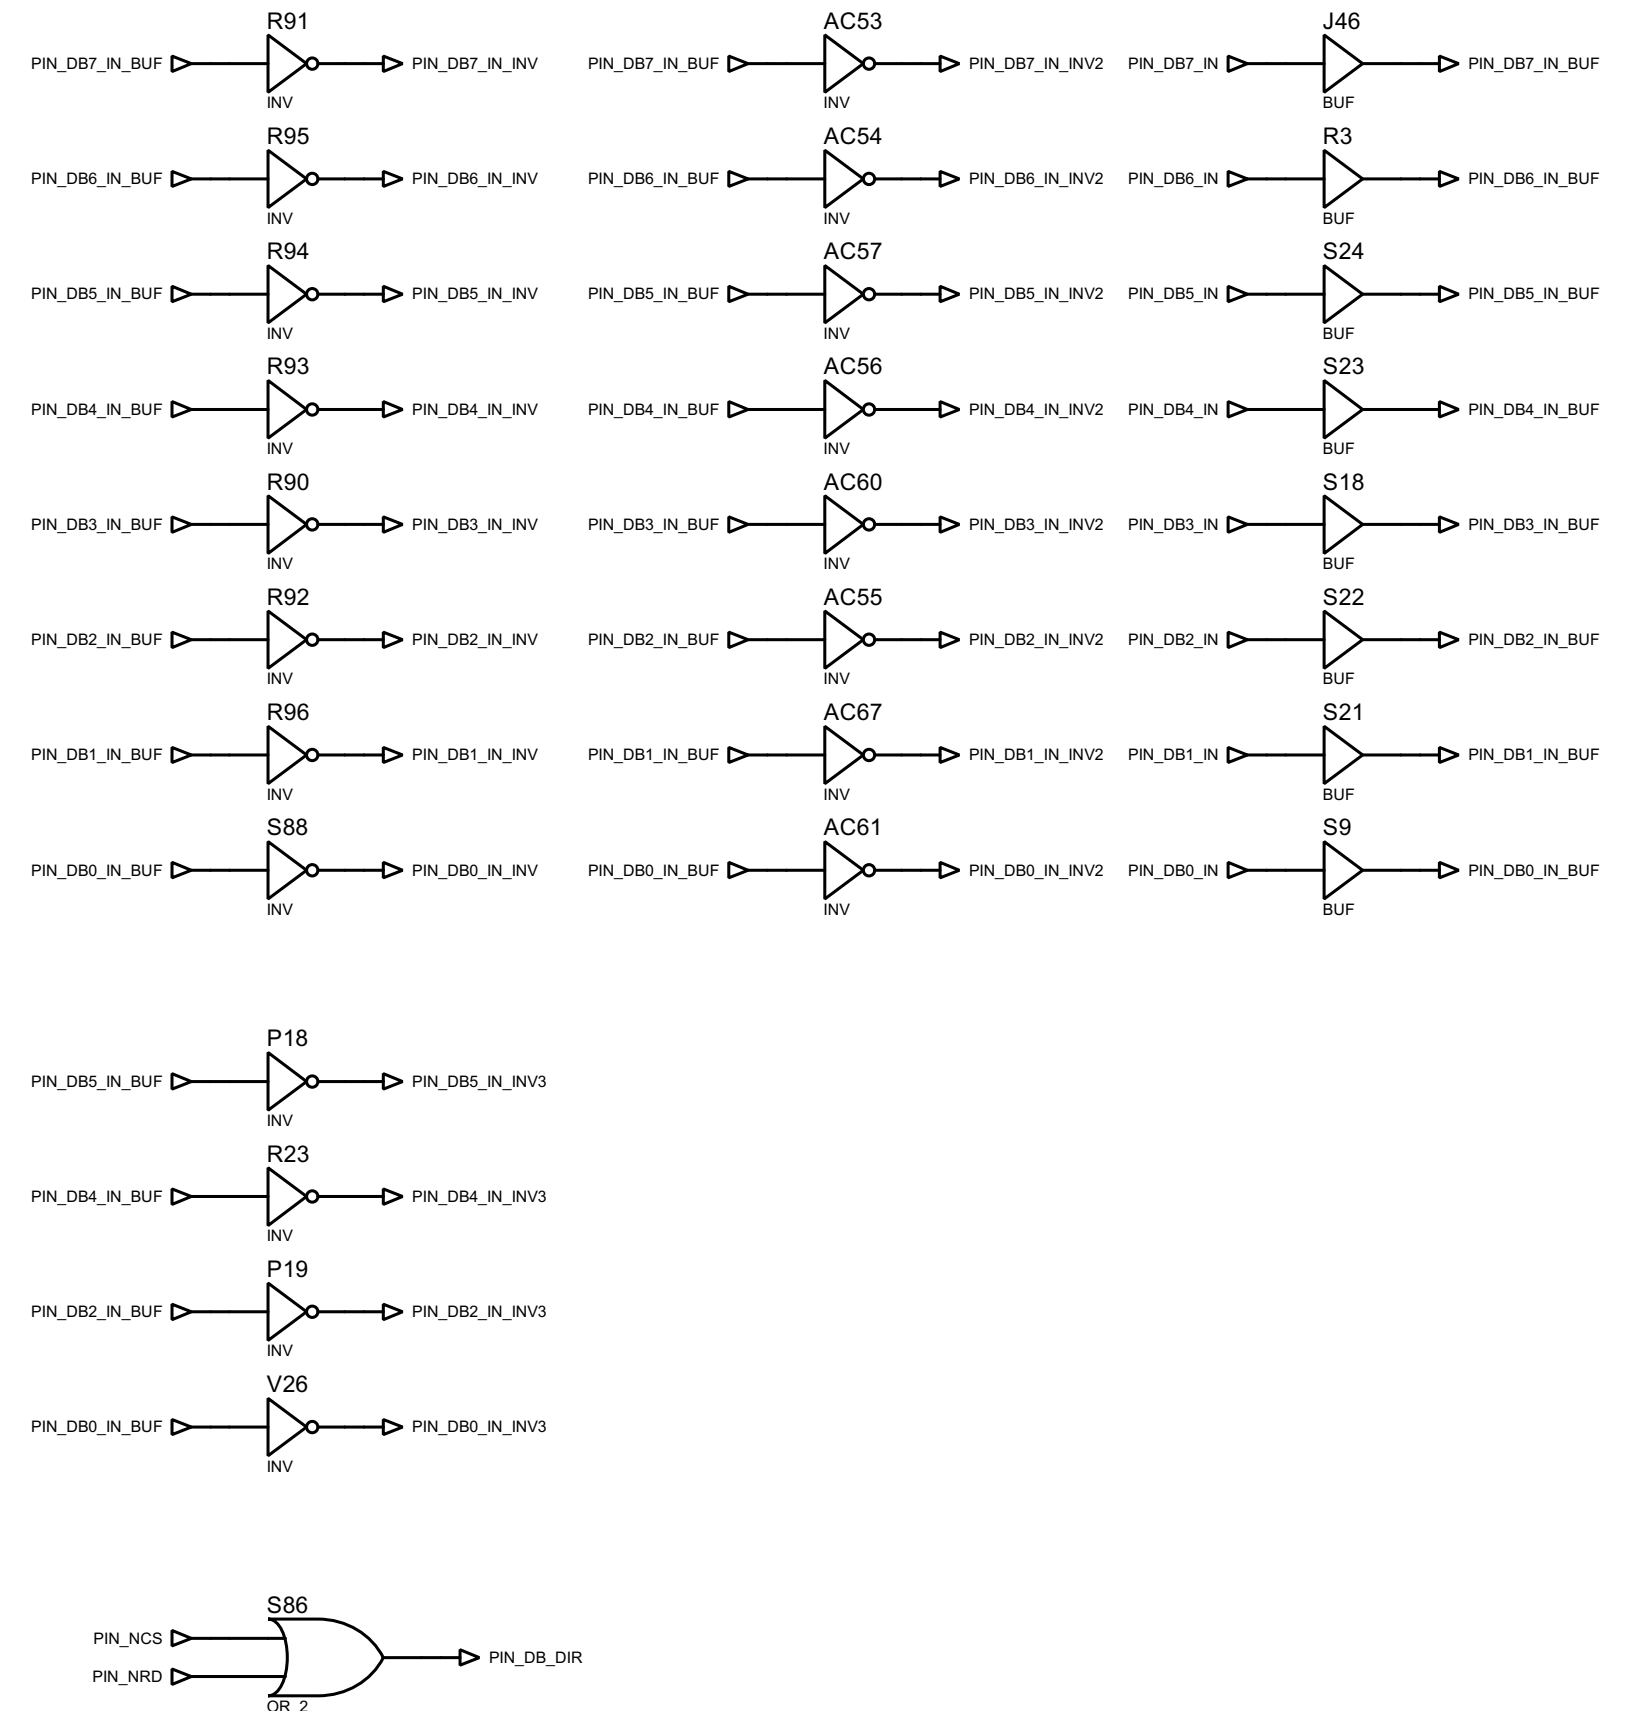 R91 AC53 J46
PIN_DB7_IN_BUF PIN_DB7_IN_INV PIN_DB7_IN_BUF PIN_DB7_IN_INV2 PIN_DB7_IN PIN_DB7_IN_BUF
INV INV BUF
R95 AC54 R3
PIN_DB6_IN_BUF PIN_DB6_IN_INV PIN_DB6_IN_BUF PIN_DB6_IN_INV2 PIN_DB6_IN PIN_DB6_IN_BUF
INV INV BUF
R94 AC57 S24
PIN_DB5_IN_BUF PIN_DB5_IN_INV PIN_DB5_IN_BUF PIN_DB5_IN_INV2 PIN_DB5_IN PIN_DB5_IN_BUF
INV INV BUF
R93 AC56 S23
PIN_DB4_IN_BUF PIN_DB4_IN_INV PIN_DB4_IN_BUF PIN_DB4_IN_INV2 PIN_DB4_IN PIN_DB4_IN_BUF
INV INV BUF
R90 AC60 S18
PIN_DB3_IN_BUF PIN_DB3_IN_INV PIN_DB3_IN_BUF PIN_DB3_IN_INV2 PIN_DB3_IN PIN_DB3_IN_BUF
INV INV BUF
R92 AC55 S22
PIN_DB2_IN_BUF PIN_DB2_IN_INV PIN_DB2_IN_BUF PIN_DB2_IN_INV2 PIN_DB2_IN PIN_DB2_IN_BUF
INV INV BUF
R96 AC67 S21
PIN_DB1_IN_BUF PIN_DB1_IN_INV PIN_DB1_IN_BUF PIN_DB1_IN_INV2 PIN_DB1_IN PIN_DB1_IN_BUF
INV INV BUF
S88 AC61 S9
PIN_DB0_IN_BUF PIN_DB0_IN_INV PIN_DB0_IN_BUF PIN_DB0_IN_INV2 PIN_DB0_IN PIN_DB0_IN_BUF
INV INV BUF
P18
PIN_DB5_IN_BUF PIN_DB5_IN_INV3
INV
R23
PIN_DB4_IN_BUF PIN_DB4_IN_INV3
INV
P19
PIN_DB2_IN_BUF PIN_DB2_IN_INV3
INV
V26
PIN_DB0_IN_BUF PIN_DB0_IN_INV3
INV
S86
PIN_NCS
PIN_DB_DIR
PIN_NRD
OR_2